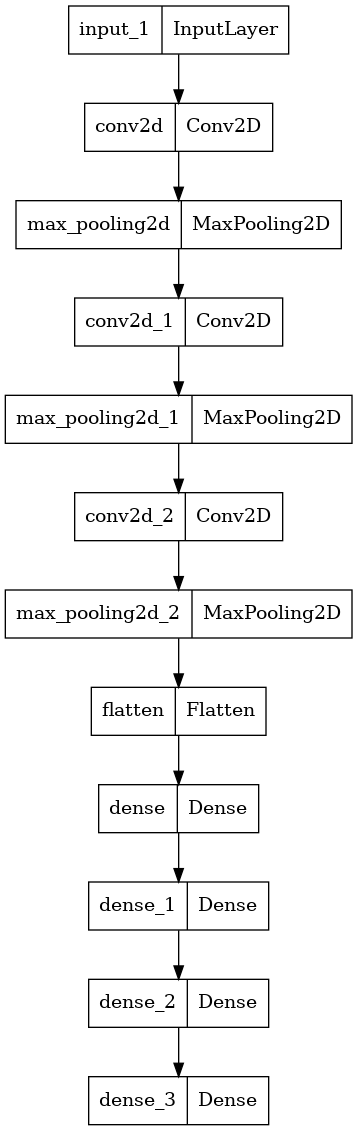 input_1 InputLayer
conv2d Conv2D
max_pooling2d MaxPooling2D
conv2d_1 Conv2D
max_pooling2d_1 MaxPooling2D
conv2d_2 Conv2D
max_pooling2d_2 MaxPooling2D
flatten Flatten
dense Dense
dense_1 Dense
dense_2 Dense
dense_3 Dense